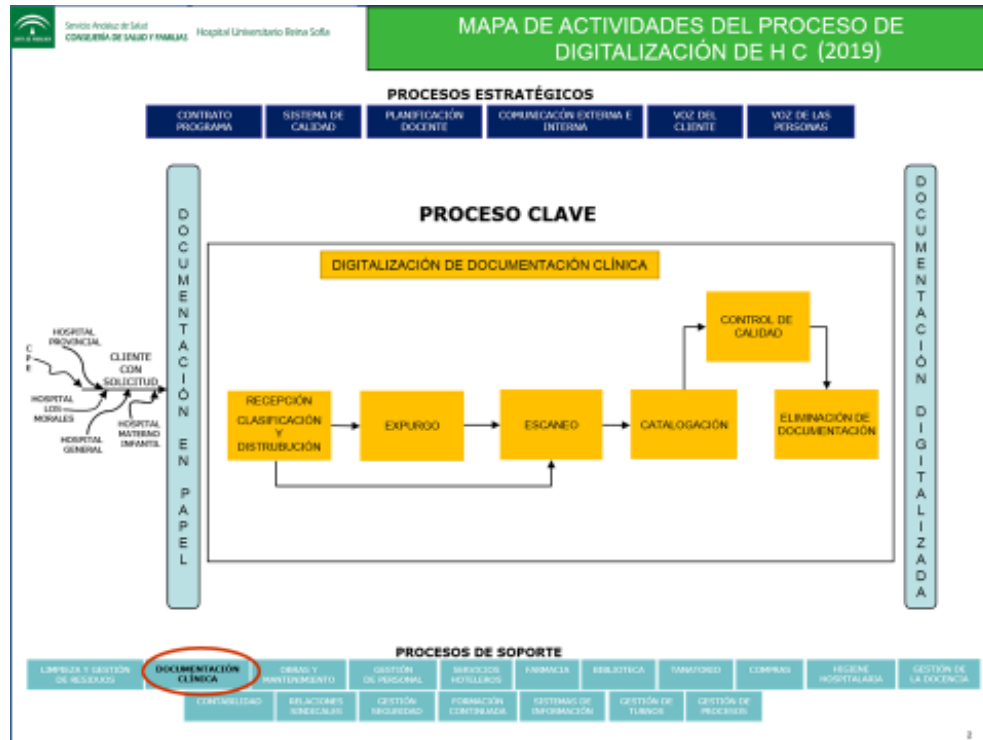 Servicio Andaluz de Salud
CONSEJERÍA DE SALUD Y FAMILIAS
Hospital Universitario Reina Sofía
MAPA DE ACTIVIDADES DEL PROCESO DE
DIGITALIZACIÓN DE H C (2019)
PROCESOS ESTRATÉGICOS
CONTRATO
PROGRAMA
SISTEMA DE
CALIDAD
PLANIFICACIÓN
DOCENTE
COMUNICACÓN EXTERNA E
INTERNA
VOZ DEL
CLIENTE
VOZ DE LAS
PERSONAS
DOCUMENTACIÓN EN PAPEL
DOCUMENTACIÓN DIGITALIZADA
PROCESO CLAVE
DIGITALIZACIÓN DE DOCUMENTACIÓN CLÍNICA
CONTROL DE
CALIDAD
HOSPITAL
PROVINCIAL
CPE
CLIENTE
CON
SOLICITUD
HOSPITAL
LOS
MORALES
HOSPITAL
GENERAL
HOSPITAL
MATERNO
INFANTIL
RECEPCIÓN
CLASIFICACIÓN
Y
DISTRUBUCIÓN
EXPURGO
ESCANEO
CATALOGACIÓN
ELIMINACIÓN DE
DOCUMENTACIÓN
PROCESOS DE SOPORTE
LIMPIEZA Y GESTIÓN
DE RESIDUOS
DOCUMENTACIÓN
CLÍNICA
OBRAS Y
MANTENIMIENTO
GESTIÓN
DE PERSONAL
SERVICIOS
HOTELEROS
FARMACIA
BIBLIOTECA
TANATORIO
COMPRAS
HIGIENE
HOSPITALARIA
GESTIÓN DE
LA DOCENCIA
CONTABILIDAD
RELACIONES
SINDICALES
GESTIÓN
SEGURIDAD
FORMACIÓN
CONTINUADA
SISTEMAS DE
INFORMACIÓN
GESTIÓN DE
TURNOS
GESTIÓN DE
PROCESOS
2